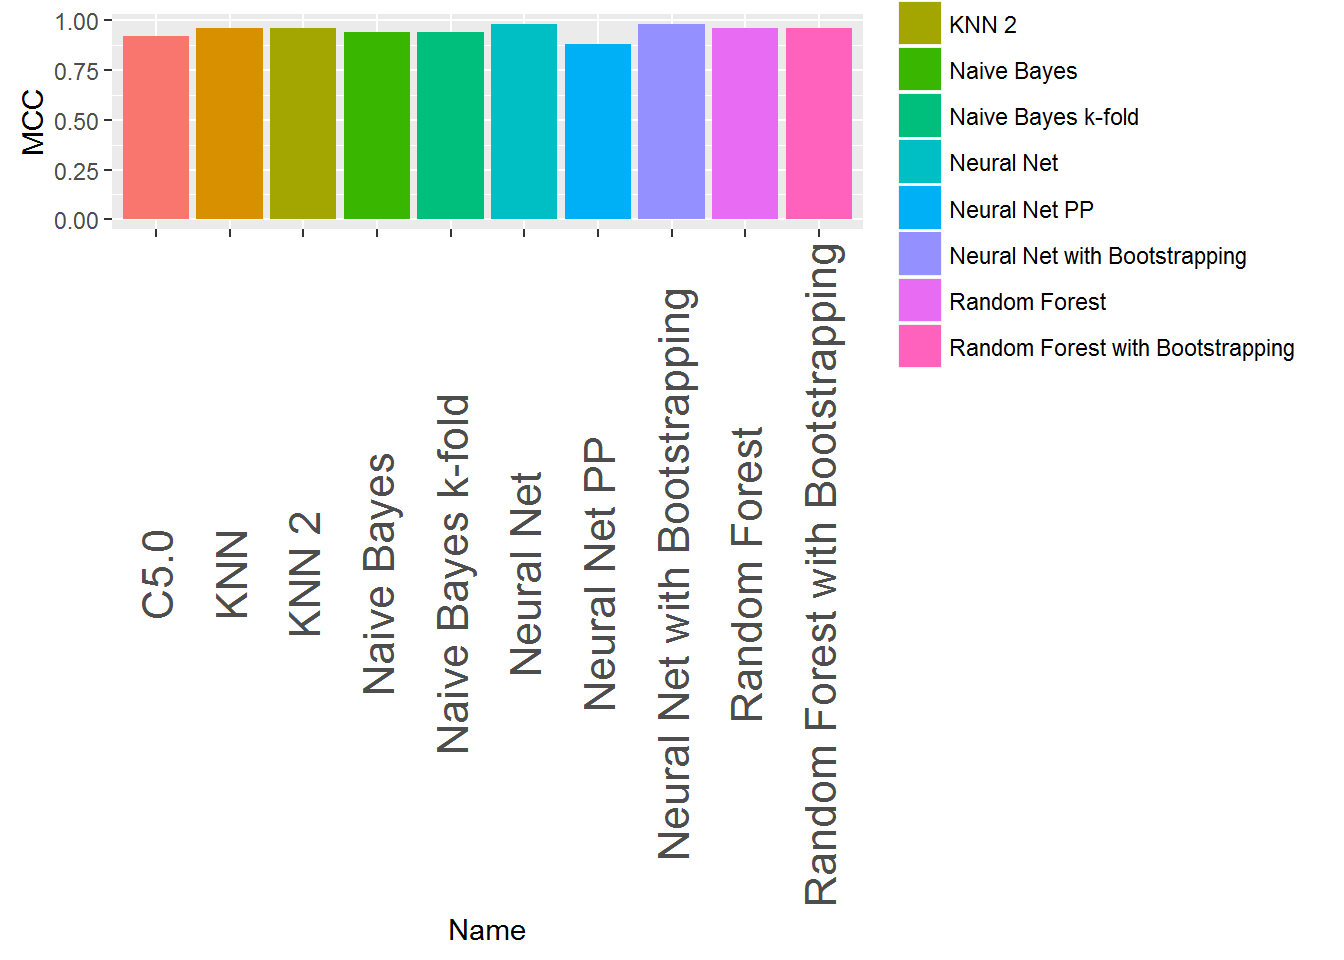 MCC
1.00
0.75
0.50
0.25
0.00
C5.0
KNN
KNN 2
Naive Bayes
Naive Bayes k-fold
Neural Net
Neural Net PP
Neural Net with Bootstrapping
Random Forest
Random Forest with Bootstrapping
Name
KNN 2
Naive Bayes
Naive Bayes k-fold
Neural Net
Neural Net PP
Neural Net with Bootstrapping
Random Forest
Random Forest with Bootstrapping